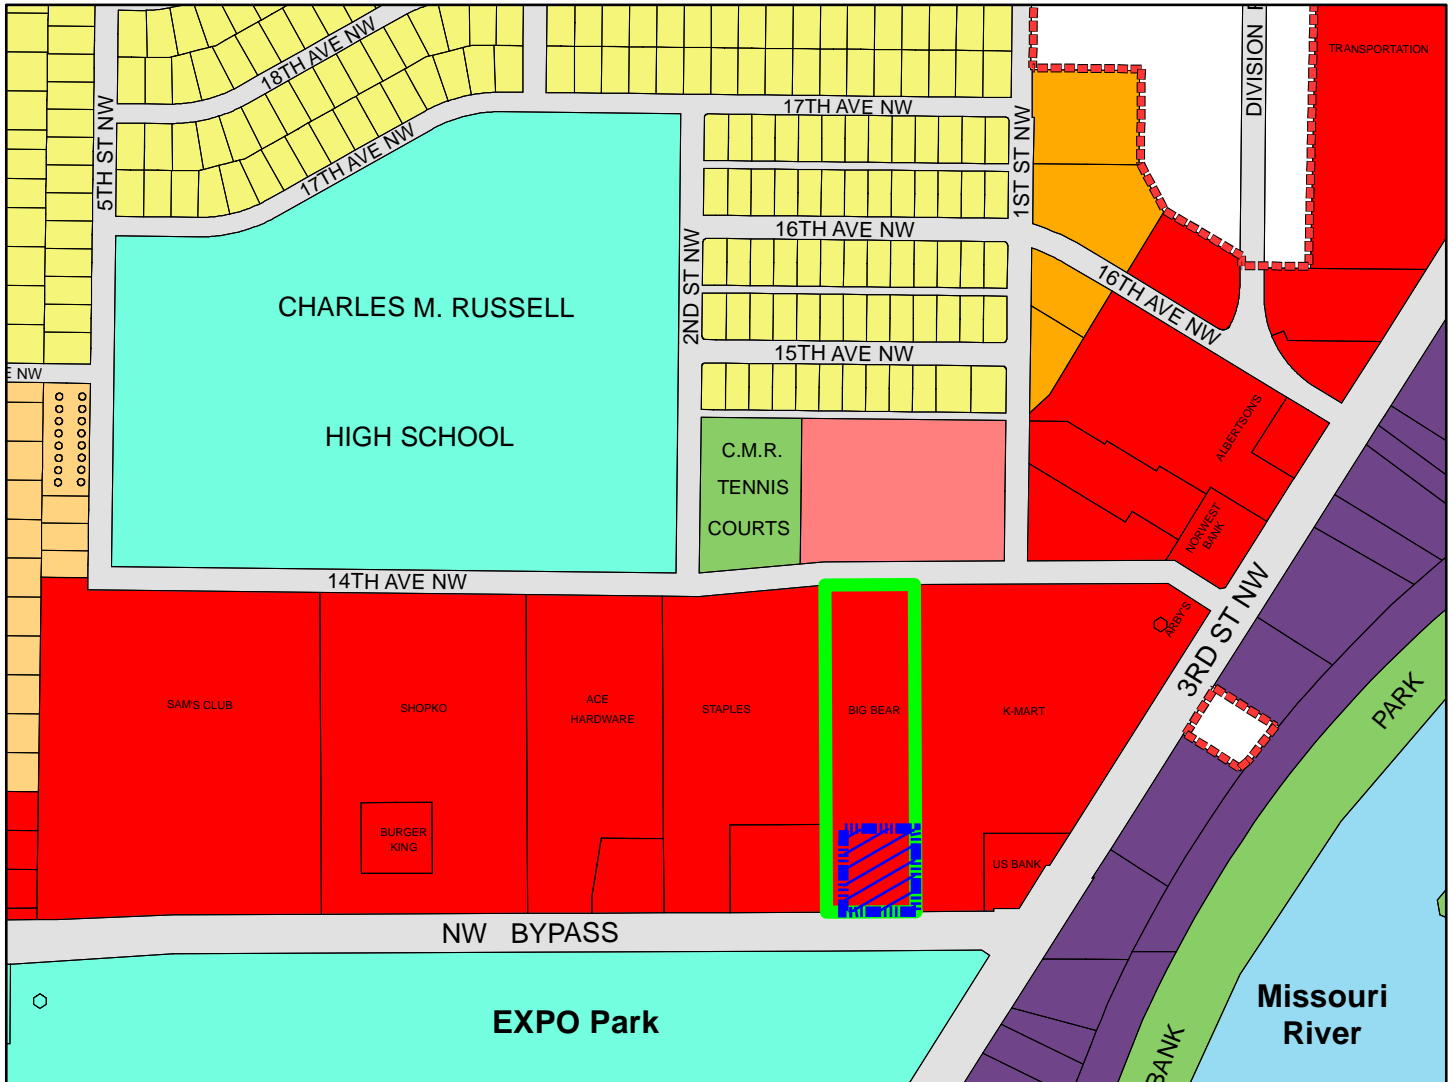 18TH AVE NW
DIVISION
TRANSPORTATION
17TH AVE NW
5TH ST NW
17TH AVE NW
1ST ST NW
16TH AVE NW
2ND ST NW
16TH AVE NW
CHARLES M. RUSSELL
HIGH SCHOOL
15TH AVE NW
E NW
ALBERTSON'S
C.M.R.
TENNIS
COURTS
NORWEST
BANK
14TH AVE NW
ARBY'S
3RD ST NW
SAM'S CLUB
SHOPKO
ACE
HARDWARE
STAPLES
BIG BEAR
K-MART
PARK
BURGER
KING
US BANK
NW BYPASS
EXPO Park
Missouri
River
BANK